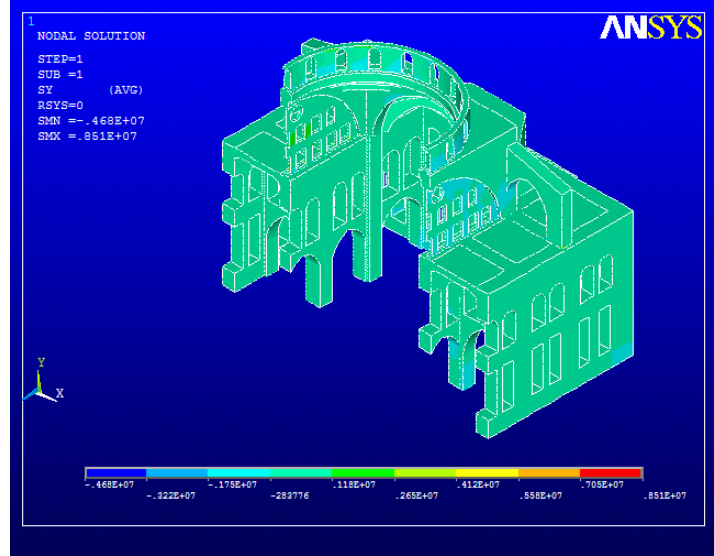 1
ANSYS
NODAL SOLUTION
STEP=1
SUB =1
SY (AVG)
RSYS=0
SMN =-.468E+07
SMX =.851E+07
Y
X
-.468E+07 -.175E+07 .118E+07 .412E+07 .705E+07
-.322E+07 -283776 .265E+07 .558E+07 .851E+07